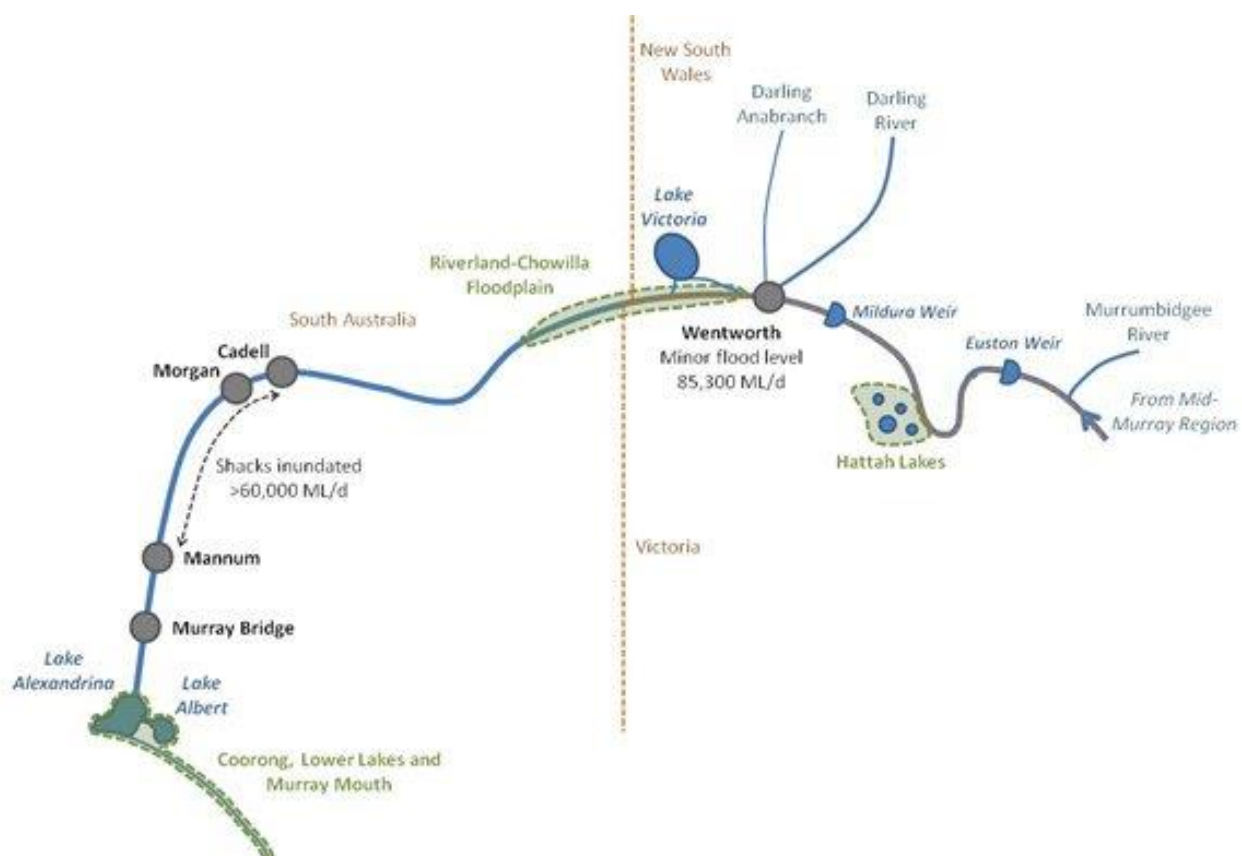 New South
Wales
Darling
Anabranch
Darling
River
Lake
Victoria
Riverland-Chowilla
Floodplain
South Australia
Wentworth
Minor flood level
85,300 ML/d
Mildura Weir
Euston Weir
Murrumbidgee
River
From Mid-
Murray Region
Cadell
Morgan
Hattah Lakes
Shacks inundated
>60,000 ML/d
Victoria
Mannum
Murray Bridge
Lake
Alexandrina
Lake
Albert
Coorong, Lower Lakes and
Murray Mouth